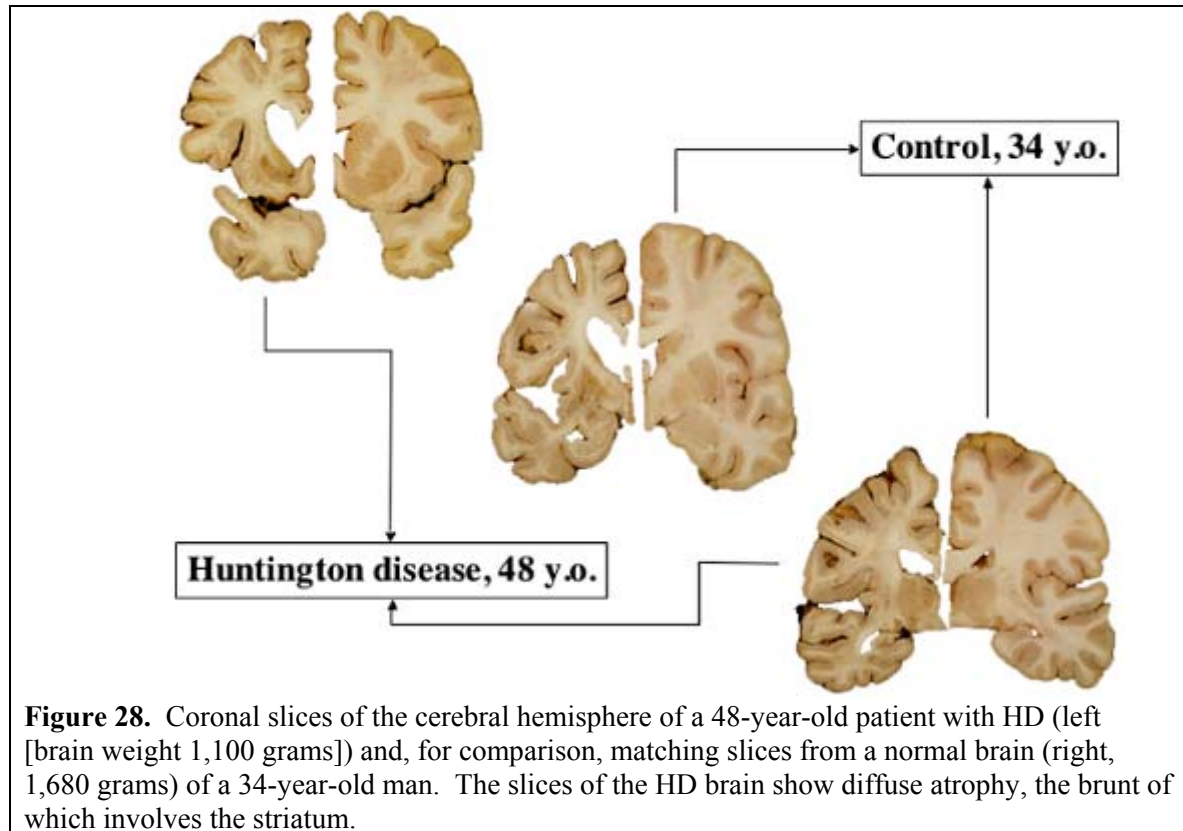 Control, 34 y.o.
Huntington disease, 48 y.o.
Figure 28. Coronal slices of the cerebral hemisphere of a 48-year-old patient with HD (left
[brain weight 1,100 grams]) and, for comparison, matching slices from a normal brain (right,
1,680 grams) of a 34-year-old man. The slices of the HD brain show diffuse atrophy, the brunt of
which involves the striatum.